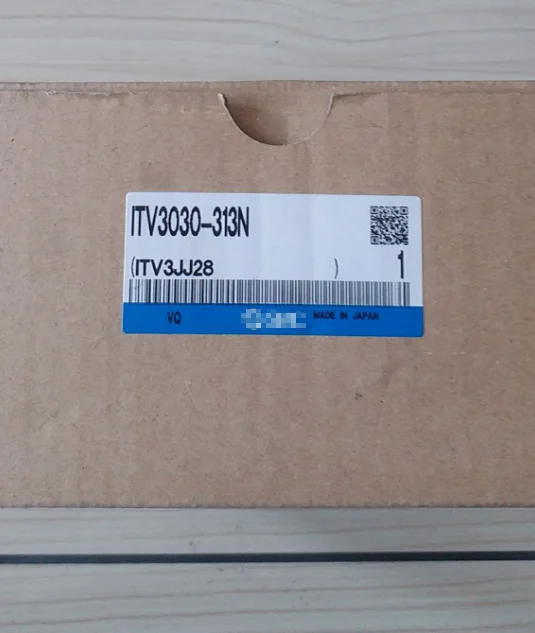 ITV3030-313N
(ITV3JJ28 ) 1
VQ MADE IN JAPAN